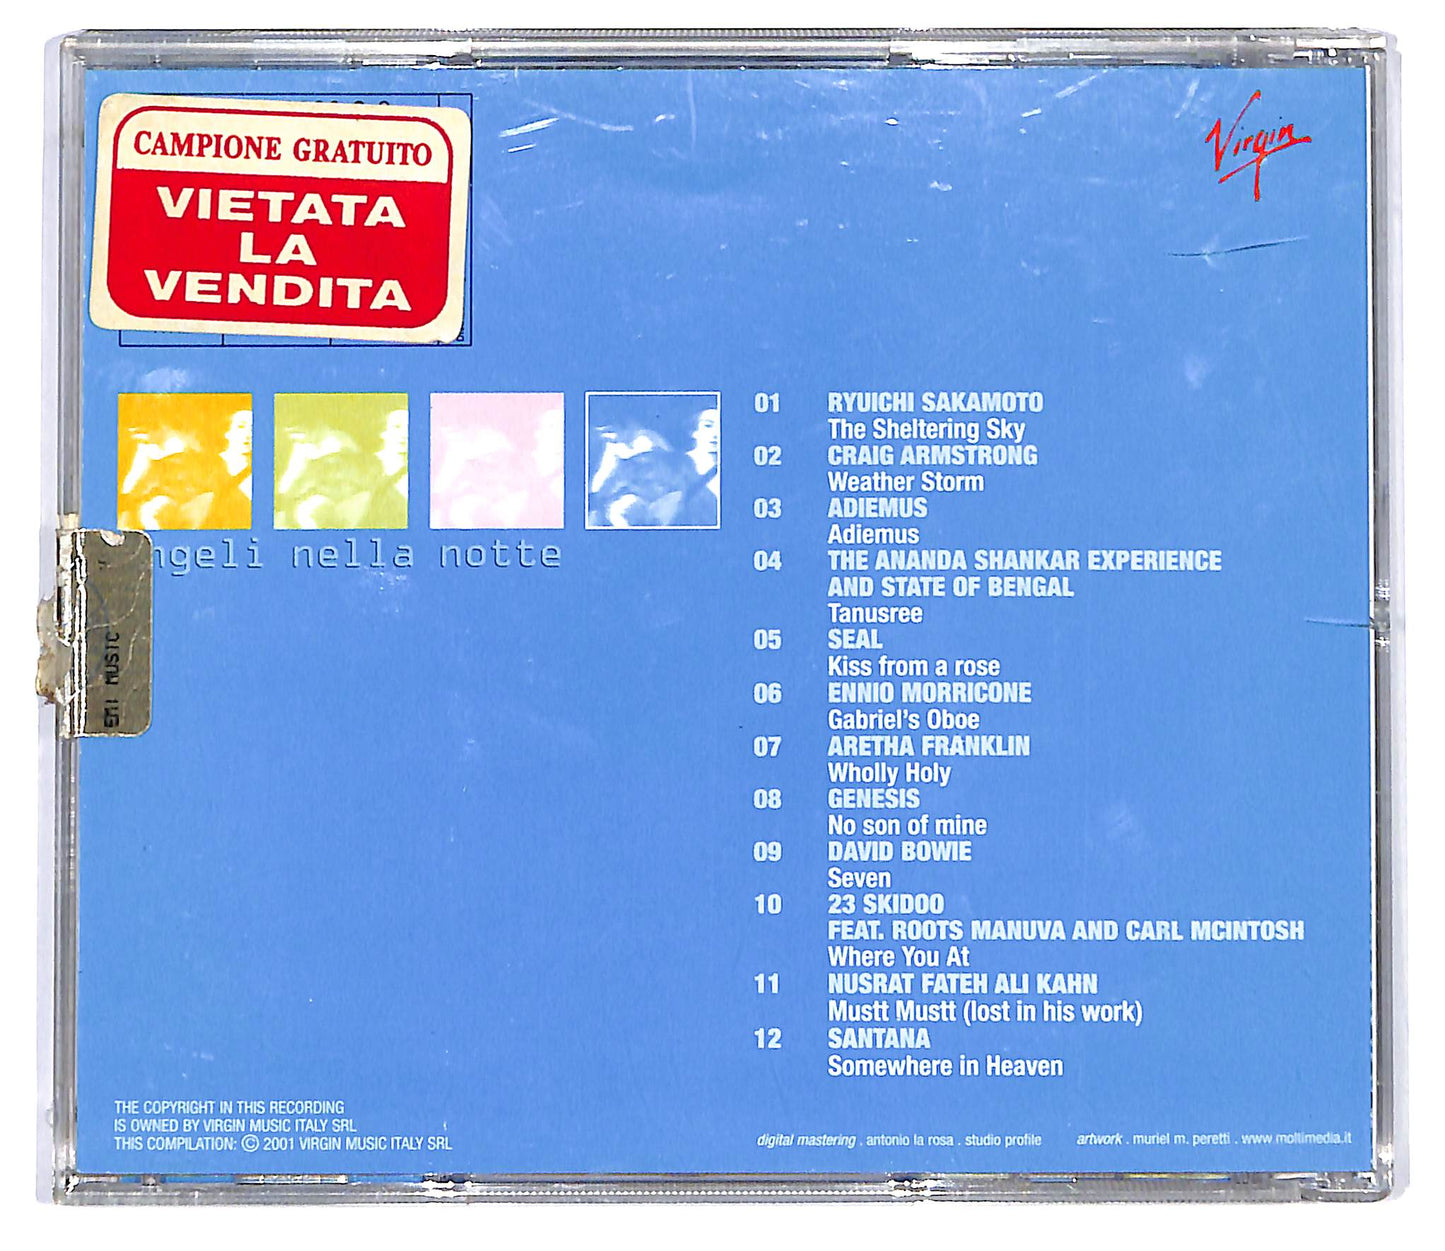 CAMPIONE GRATUITO
VIETATA
LA
VENDITA
Virgin
ngeli nella notte
EMI MUSIC
01 RYUICHI SAKAMOTO
The Sheltering Sky
02 CRAIG ARMSTRONG
Weather Storm
03 ADIEMUS
Adiemus
04 THE ANANDA SHANKAR EXPERIENCE
AND STATE OF BENGAL
Tanusree
05 SEAL
Kiss from a rose
06 ENNIO MORRICONE
Gabriel's Oboe
07 ARETHA FRANKLIN
Wholly Holy
08 GENESIS
No son of mine
09 DAVID BOWIE
Seven
10 23 SKIDOO
FEAT. ROOTS MANUVA AND CARL MCINTOSH
Where You At
11 NUSRAT FATEH ALI KAHN
Mustt Mustt (lost in his work)
12 SANTANA
Somewhere in Heaven
THE COPYRIGHT IN THIS RECORDING
IS OWNED BY VIRGIN MUSIC ITALY SRL
THIS COMPILATION: © 2001 VIRGIN MUSIC ITALY SRL
digital mastering . antonio la rosa . studio profile
artwork . muriel m. peretti . www.moltimedia.it